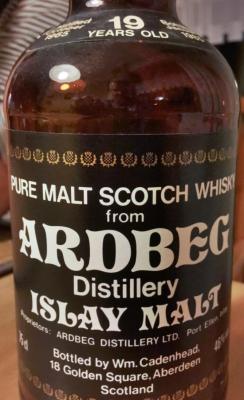 19
YEARS OLD
PURE MALT SCOTCH WHISKY
from
ARDBEG
Distillery
ISLAY MALT
Proprietors: ARDBEG DISTILLERY LTD. Port Ellen,
Bottled by Wm. Cadenhead,
18 Golden Square, Aberdeen
Scotland